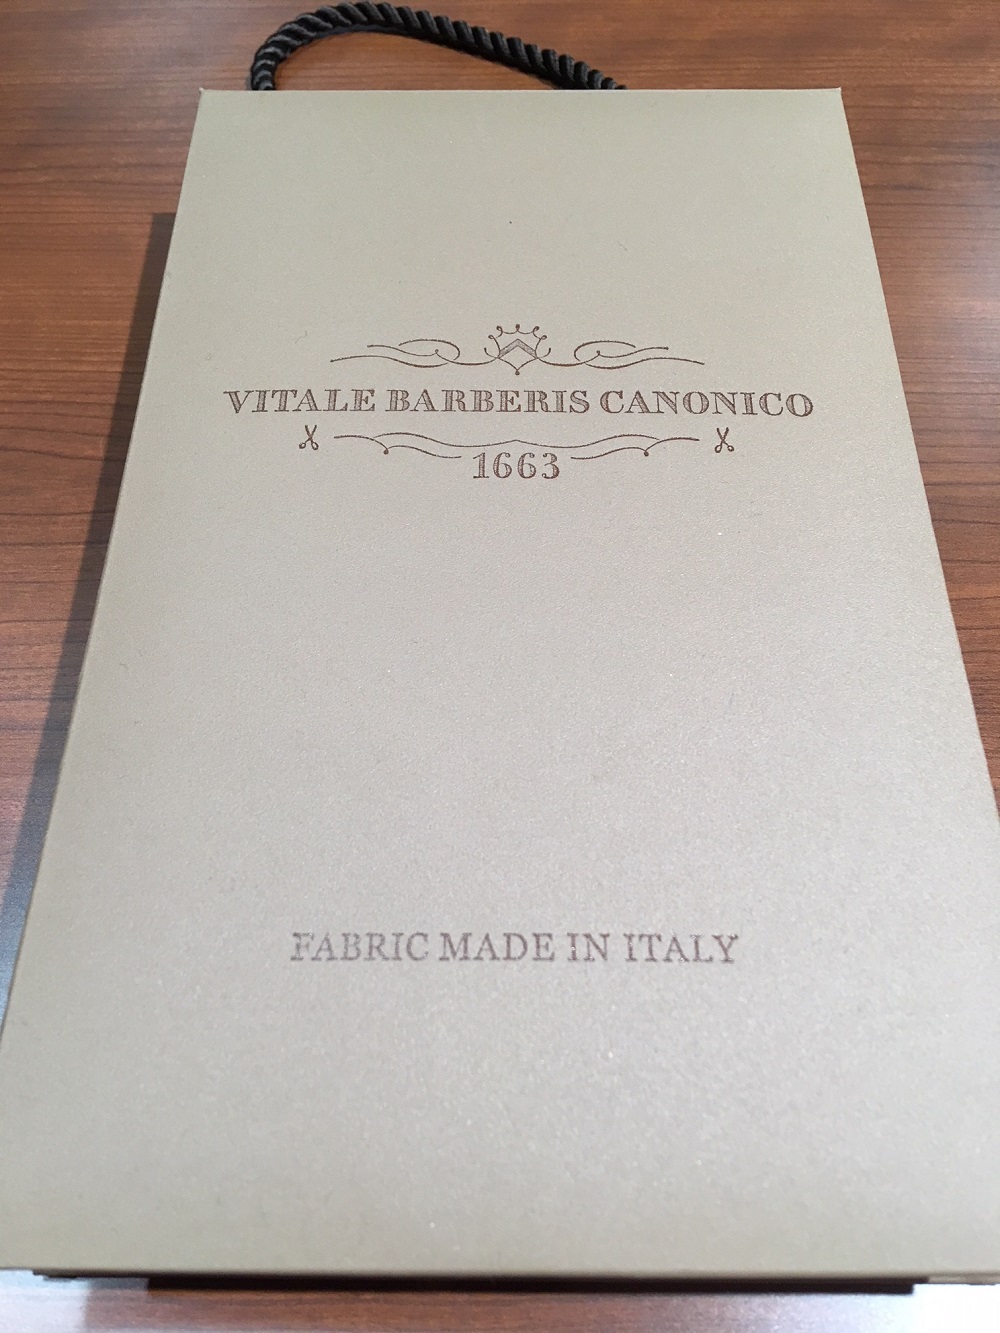 VITALE BARBERIS CANONICO
1663
FABRIC MADE IN ITALY